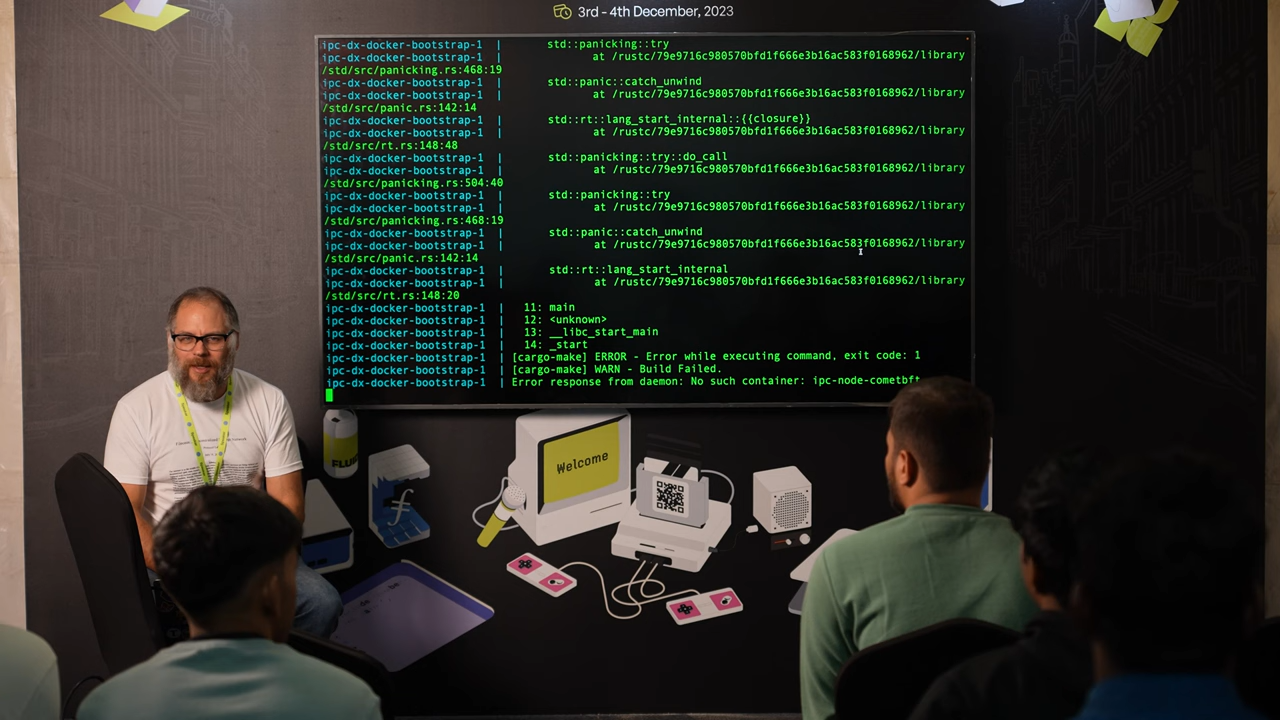 3rd - 4th December, 2023
ipc-dx-docker-bootstrap-1 | std::panicking::try
ipc-dx-docker-bootstrap-1 | at /rustc/79e9716c980570bfd1f666e3b16ac583f0168962/library
/std/src/panicking.rs:468:19
ipc-dx-docker-bootstrap-1 | std::panic::catch_unwind
ipc-dx-docker-bootstrap-1 | at /rustc/79e9716c980570bfd1f666e3b16ac583f0168962/library
/std/src/panic.rs:142:14
ipc-dx-docker-bootstrap-1 | std::rt::lang_start_internal::{{closure}}
ipc-dx-docker-bootstrap-1 | at /rustc/79e9716c980570bfd1f666e3b16ac583f0168962/library
/std/src/rt.rs:148:48
ipc-dx-docker-bootstrap-1 | std::panicking::try::do_call
ipc-dx-docker-bootstrap-1 | at /rustc/79e9716c980570bfd1f666e3b16ac583f0168962/library
/std/src/panicking.rs:504:40
ipc-dx-docker-bootstrap-1 | std::panicking::try
ipc-dx-docker-bootstrap-1 | at /rustc/79e9716c980570bfd1f666e3b16ac583f0168962/library
/std/src/panicking.rs:468:19
ipc-dx-docker-bootstrap-1 | std::panic::catch_unwind
ipc-dx-docker-bootstrap-1 | at /rustc/79e9716c980570bfd1f666e3b16ac583f0168962/library
/std/src/panic.rs:142:14
ipc-dx-docker-bootstrap-1 | std::rt::lang_start_internal
ipc-dx-docker-bootstrap-1 | at /rustc/79e9716c980570bfd1f666e3b16ac583f0168962/library
/std/src/rt.rs:148:20
ipc-dx-docker-bootstrap-1 | 11: main
ipc-dx-docker-bootstrap-1 | 12: <unknown>
ipc-dx-docker-bootstrap-1 | 13: __libc_start_main
ipc-dx-docker-bootstrap-1 | 14: _start
ipc-dx-docker-bootstrap-1 | [cargo-make] ERROR - Error while executing command, exit code: 1
ipc-dx-docker-bootstrap-1 | [cargo-make] WARN - Build Failed.
ipc-dx-docker-bootstrap-1 | Error response from daemon: No such container: ipc-node-cometbft
FLUI
Welcome
f